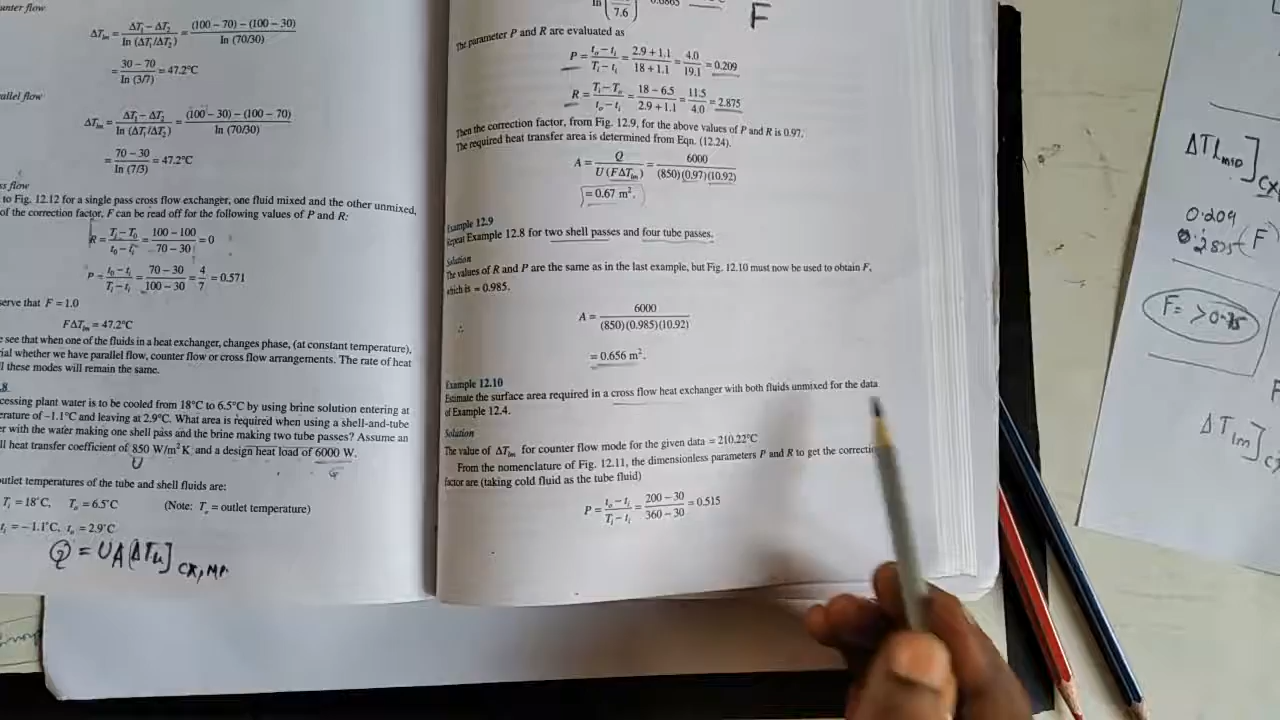 unter flow
ΔT_lm = (ΔT₁ – ΔT₂) / (ln (ΔT₁/ΔT₂)) = ((100 – 70) – (100 – 30)) / (ln (70/30))
= (30 – 70) / (ln (3/7)) = 47.2°C
allel flow
ΔT_lm = (ΔT₁ – ΔT₂) / (ln (ΔT₁/ΔT₂)) = ((100 – 30) – (100 – 70)) / (ln (70/30))
= (70 – 30) / (ln (7/3)) = 47.2°C
ss flow
to Fig. 12.12 for a single pass cross flow exchanger, one fluid mixed and the other unmixed,
of the correction factor, F can be read off for the following values of P and R:
R = (T_i – T_0) / (t_0 – t_i) = (100 – 100) / (70 – 30) = 0
P = (t_0 – t_i) / (T_i – t_i) = (70 – 30) / (100 – 30) = 4/7 = 0.571
serve that F = 1.0
FΔT_lm = 47.2°C
e see that when one of the fluids in a heat exchanger, changes phase, (at constant temperature),
rial whether we have parallel flow, counter flow or cross flow arrangements. The rate of heat
ll these modes will remain the same.
.8
cessing plant water is to be cooled from 18°C to 6.5°C by using brine solution entering at
erature of –1.1°C and leaving at 2.9°C. What area is required when using a shell-and-tube
er with the water making one shell pass and the brine making two tube passes? Assume an
ll heat transfer coefficient of 850 W/m² K and a design heat load of 6000 W.
U
utlet temperatures of the tube and shell fluids are:
T_i = 18°C, T_o = 6.5°C (Note: T_o = outlet temperature)
t_i = –1.1°C, t_o = 2.9°C
Q = UA
ln (/7.6)
F
The parameter P and R are evaluated as
P = (t_o – t_i) / (T_i – t_i) = (2.9 + 1.1) / (18 + 1.1) = 4.0/19.1 = 0.209
R = (T_i – T_o) / (t_o – t_i) = (18 – 6.5) / (2.9 + 1.1) = 11.5/4.0 = 2.875
Then the correction factor, from Fig. 12.9, for the above values of P and R is 0.97.
The required heat transfer area is determined from Eqn. (12.24).
A = Q / (U (FΔT_lm)) = 6000 / ((850) (0.97) (10.92))
= 0.67 m².
Example 12.9
Repeat Example 12.8 for two shell passes and four tube passes.
Solution
The values of R and P are the same as in the last example, but Fig. 12.10 must now be used to obtain F,
which is = 0.985.
∴ A = 6000 / ((850) (0.985) (10.92))
= 0.656 m².
Example 12.10
Estimate the surface area required in a cross flow heat exchanger with both fluids unmixed for the data
of Example 12.4.
Solution
The value of ΔT_lm for counter flow mode for the given data = 210.22°C
From the nomenclature of Fig. 12.11, the dimensionless parameters P and R to get the correction
factor are (taking cold fluid as the tube fluid)
P = (t_o – t_i) / (T_i – t_i) = (200 – 30) / (360 – 30) = 0.515
0.209
F
F = >0.75